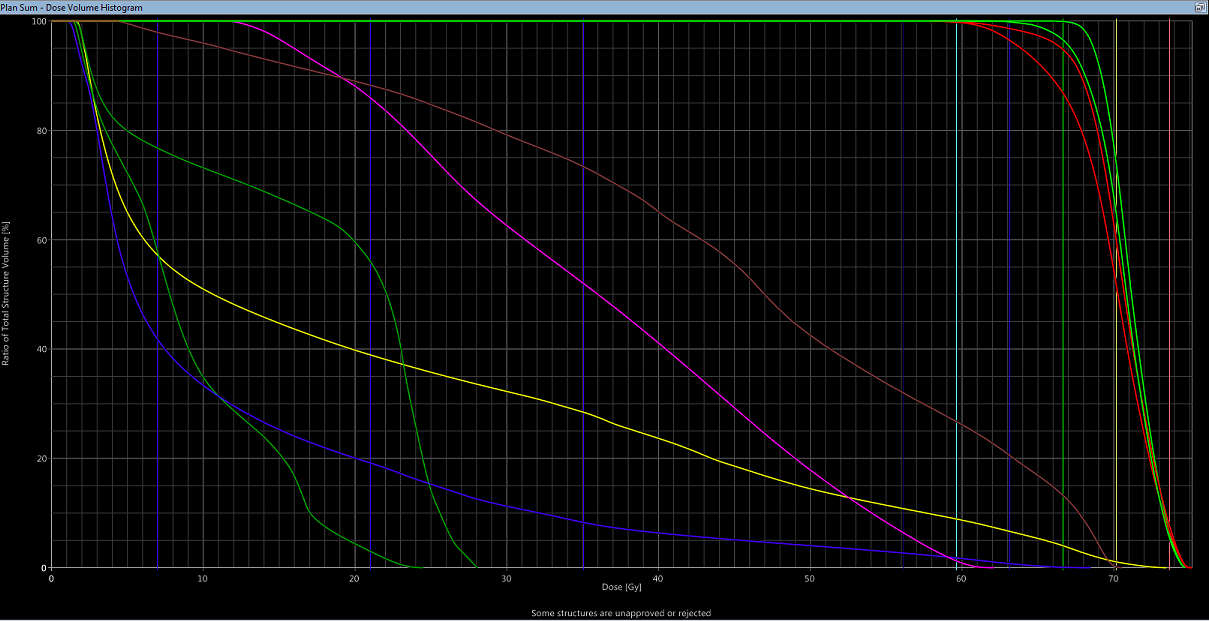 Plan Sum - Dose Volume Histogram
100
80
60
40
20
0
Ratio of Total Structure Volume [%]
0 10 20 30 40 50 60 70
Dose [Gy]
Some structures are unapproved or rejected